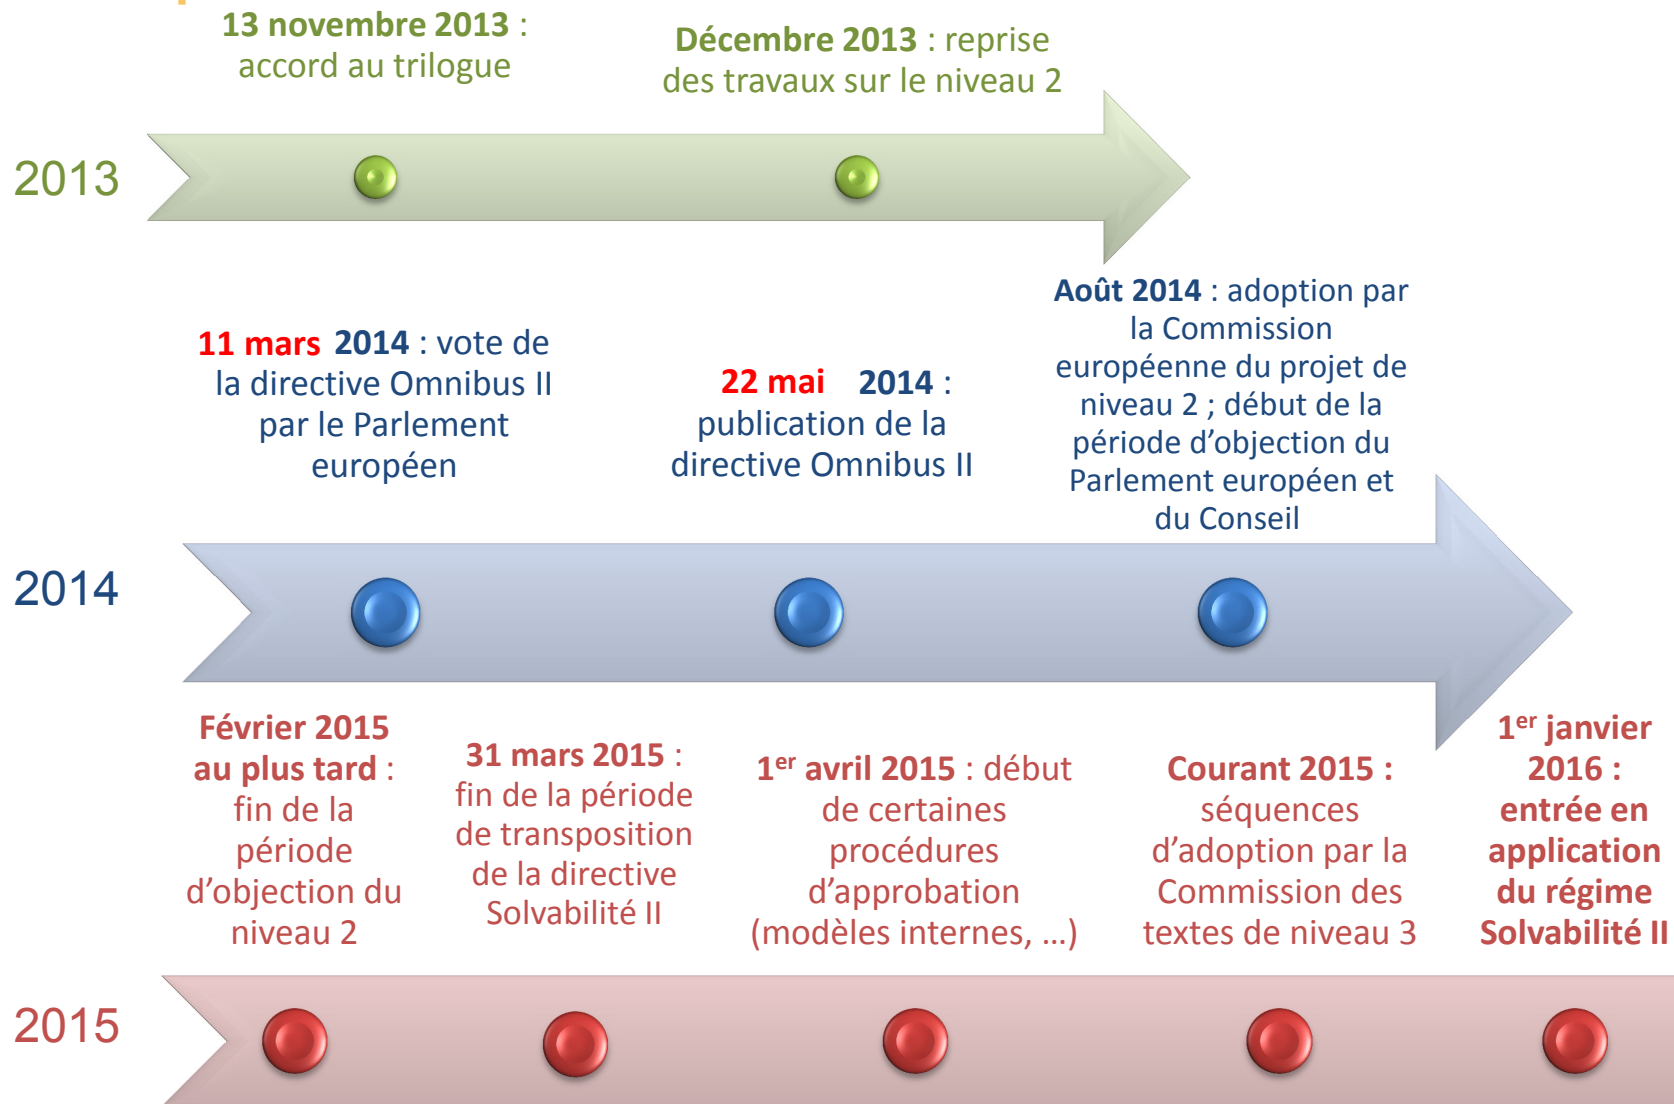 13 novembre 2013 :
accord au trilogue
Décembre 2013 : reprise
des travaux sur le niveau 2
2013
11 mars 2014 : vote de
la directive Omnibus II
par le Parlement
européen
22 mai 2014 :
publication de la
directive Omnibus II
Août 2014 : adoption par
la Commission
européenne du projet de
niveau 2 ; début de la
période d’objection du
Parlement européen et
du Conseil
2014
Février 2015
au plus tard :
fin de la
période
d’objection du
niveau 2
31 mars 2015 :
fin de la période
de transposition
de la directive
Solvabilité II
1er avril 2015 : début
de certaines
procédures
d’approbation
(modèles internes, …)
Courant 2015 :
séquences
d’adoption par la
Commission des
textes de niveau 3
1er janvier
2016 :
entrée en
application
du régime
Solvabilité II
2015